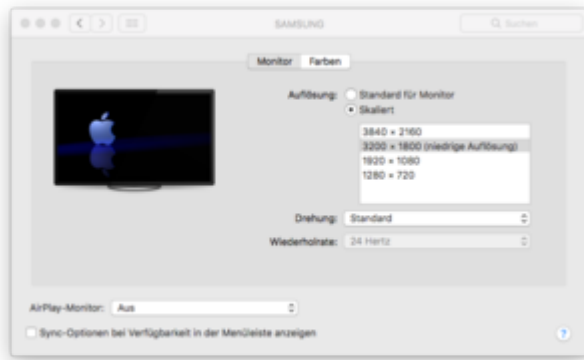 SAMSUNG
Suchen
Monitor Farben
Auflösung: Standard für Monitor
Skaliert
3840 × 2160
3200 × 1800 (niedrige Auflösung)
1920 × 1080
1280 × 720
Drehung: Standard
Wiederholrate: 24 Hertz
AirPlay-Monitor: Aus
Sync-Optionen bei Verfügbarkeit in der Menüleiste anzeigen
?